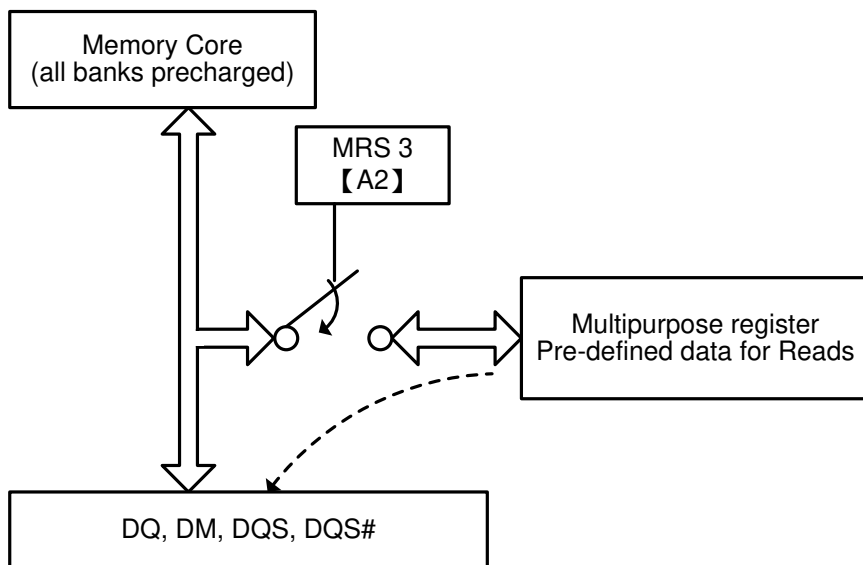 Memory Core
(all banks precharged)
MRS 3
【A2】
Multipurpose register
Pre-defined data for Reads
DQ, DM, DQS, DQS#